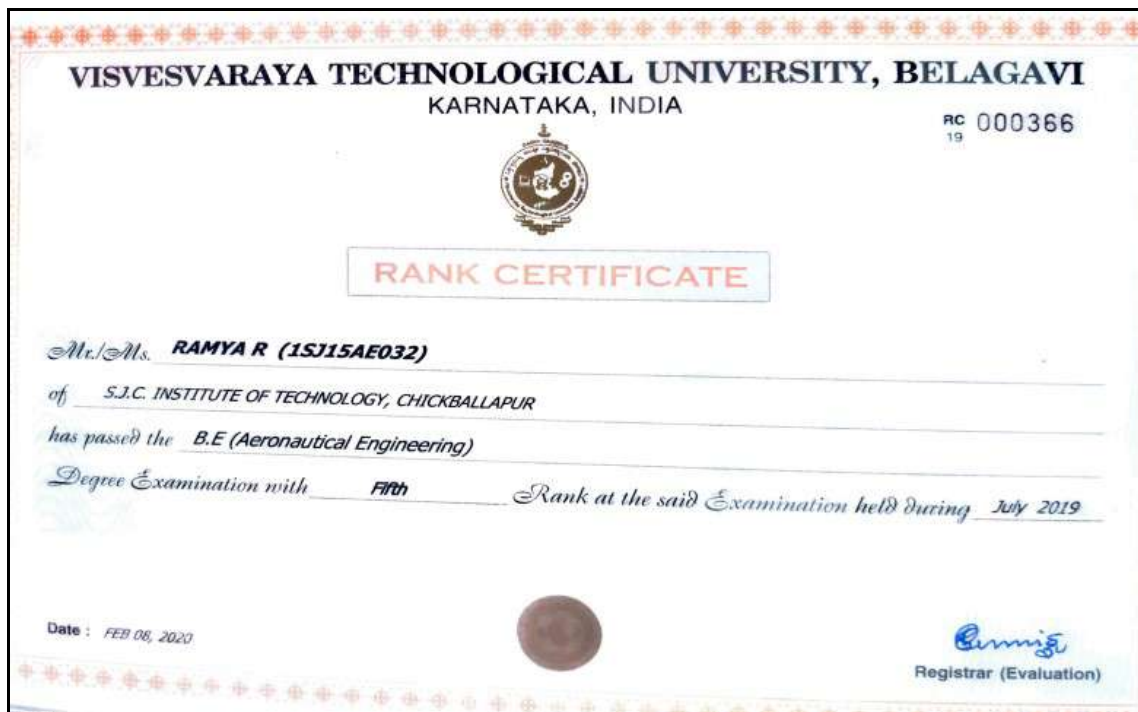 VISVESVARAYA TECHNOLOGICAL UNIVERSITY, BELAGAVI
KARNATAKA, INDIA
RC 19 000366
RANK CERTIFICATE
Mr./Ms. RAMYA R (1SJ15AE032)
of S.J.C. INSTITUTE OF TECHNOLOGY, CHICKBALLAPUR
has passed the B.E (Aeronautical Engineering)
Degree Examination with Fifth Rank at the said Examination held during July 2019
Date : FEB 08, 2020
Registrar (Evaluation)